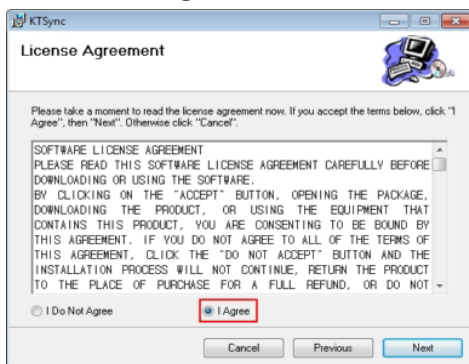 KTSync
License Agreement
Please take a moment to read the license agreement now. If you accept the terms below, click "I
Agree", then "Next". Otherwise click "Cancel".
SOFTWARE LICENSE AGREEMENT
PLEASE READ THIS SOFTWARE LICENSE AGREEMENT CAREFULLY BEFORE
DOWNLOADING OR USING THE SOFTWARE.
BY CLICKING ON THE "ACCEPT" BUTTON, OPENING THE PACKAGE,
DOWNLOADING THE PRODUCT, OR USING THE EQUIPMENT THAT
CONTAINS THIS PRODUCT, YOU ARE CONSENTING TO BE BOUND BY
THIS AGREEMENT. IF YOU DO NOT AGREE TO ALL OF THE TERMS OF
THIS AGREEMENT, CLICK THE "DO NOT ACCEPT" BUTTON AND THE
INSTALLATION PROCESS WILL NOT CONTINUE, RETURN THE PRODUCT
TO THE PLACE OF PURCHASE FOR A FULL REFUND, OR DO NOT
I Do Not Agree
I Agree
Cancel
Previous
Next